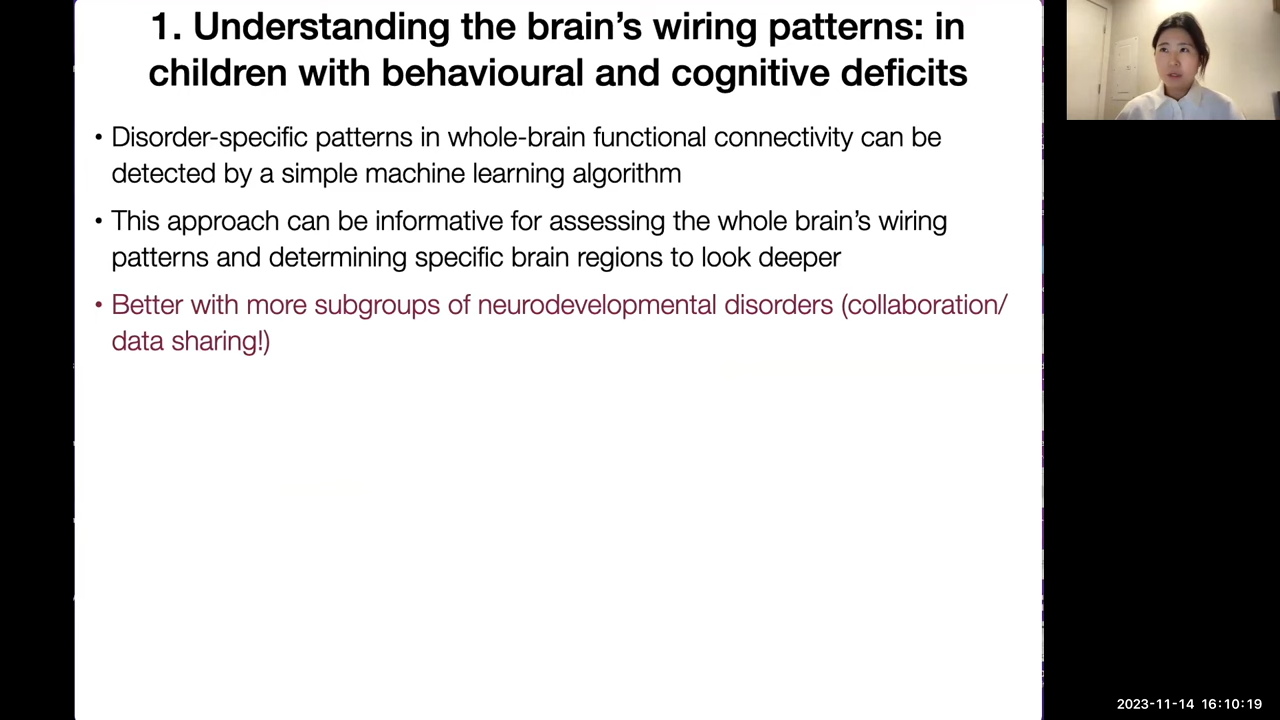 1. Understanding the brain’s wiring patterns: in
children with behavioural and cognitive deficits
• Disorder-specific patterns in whole-brain functional connectivity can be
detected by a simple machine learning algorithm
• This approach can be informative for assessing the whole brain’s wiring
patterns and determining specific brain regions to look deeper
• Better with more subgroups of neurodevelopmental disorders (collaboration/
data sharing!)
2023-11-14 16:10:19